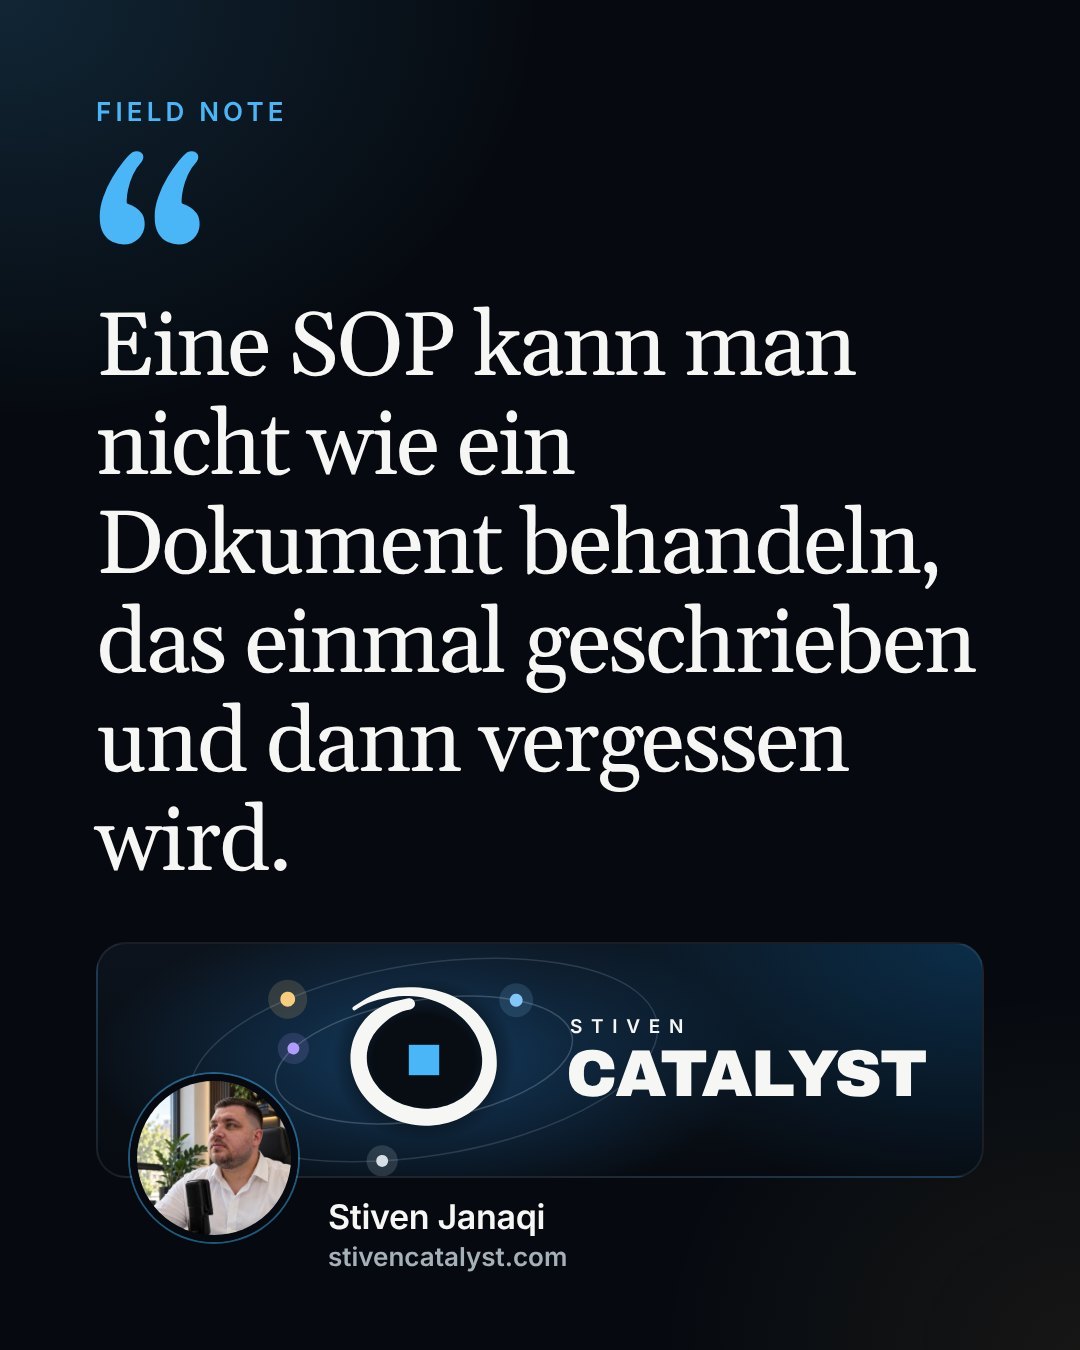 FIELD NOTE
“
Eine SOP kann man
nicht wie ein
Dokument behandeln,
das einmal geschrieben
und dann vergessen
wird.
STIVEN
CATALYST
Stiven Janaqi
stivencatalyst.com